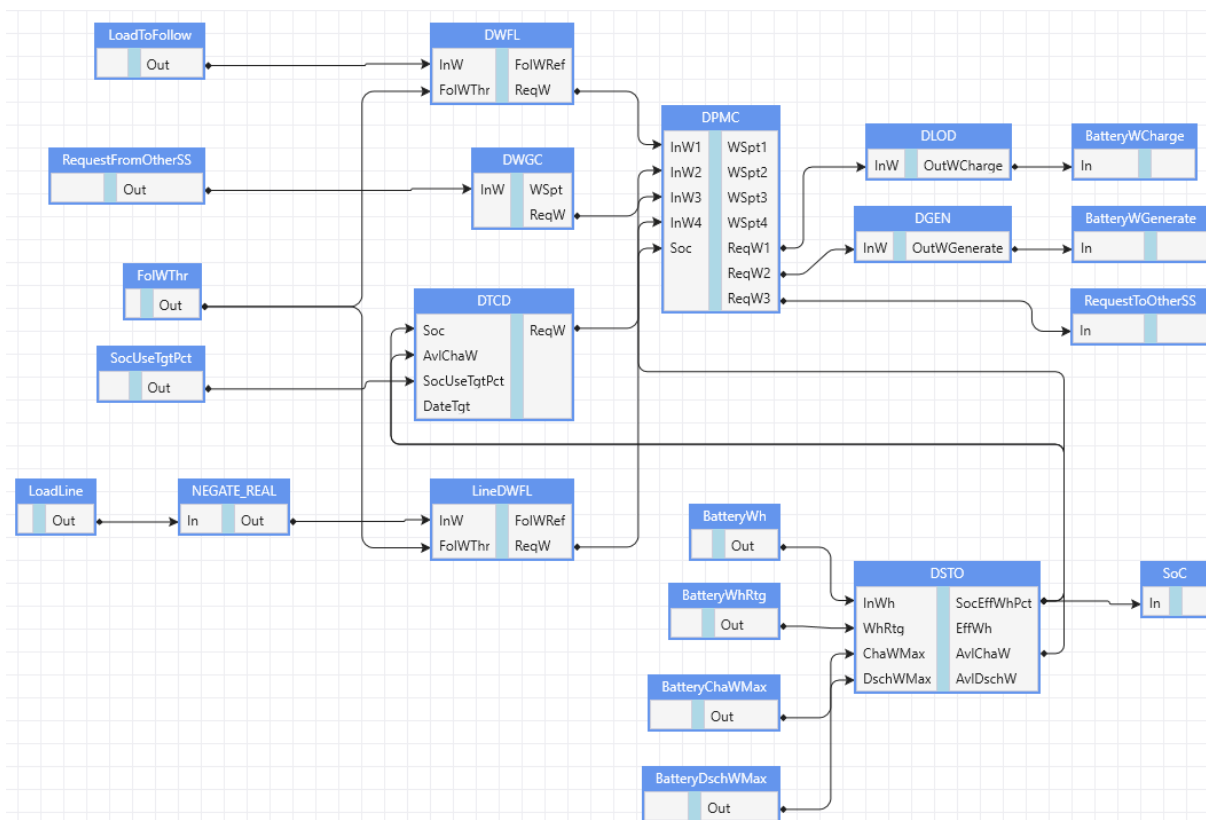 LoadToFollow
Out
DWFL
InW FolWRef
FolWThr ReqW
RequestFromOtherSS
Out
DWGC
InW WSpt
ReqW
DPMC
InW1 WSpt1
InW2 WSpt2
InW3 WSpt3
InW4 WSpt4
Soc ReqW1
ReqW2
ReqW3
DLOD
InW OutWCharge
BatteryWCharge
In
DGEN
InW OutWGenerate
BatteryWGenerate
In
RequestToOtherSS
In
FolWThr
Out
SocUseTgtPct
Out
DTCD
Soc ReqW
AvlChaW
SocUseTgtPct
DateTgt
LoadLine
Out
NEGATE_REAL
In Out
LineDWFL
InW FolWRef
FolWThr ReqW
BatteryWh
Out
BatteryWhRtg
Out
BatteryChaWMax
Out
BatteryDschWMax
Out
DSTO
InWh SocEffWhPct
WhRtg EffWh
ChaWMax AvlChaW
DschWMax AvlDschW
SoC
In